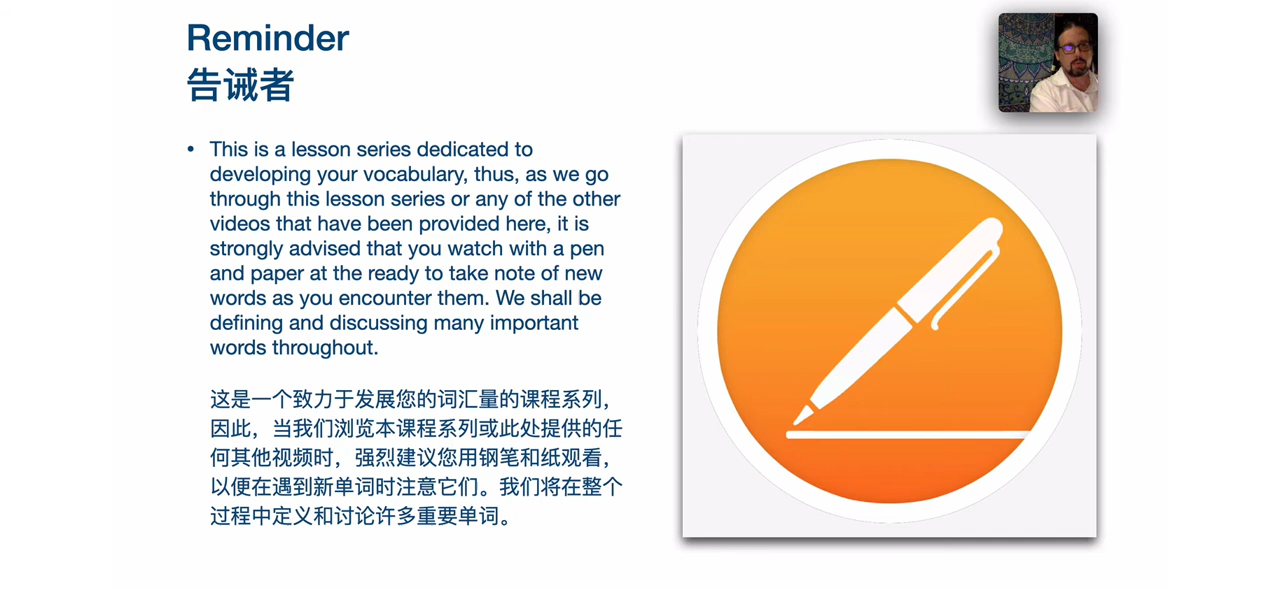 Reminder
告诫者
• This is a lesson series dedicated to
developing your vocabulary, thus, as we go
through this lesson series or any of the other
videos that have been provided here, it is
strongly advised that you watch with a pen
and paper at the ready to take note of new
words as you encounter them. We shall be
defining and discussing many important
words throughout.
这是一个致力于发展您的词汇量的课程系列，
因此，当我们浏览本课程系列或此处提供的任
何其他视频时，强烈建议您用钢笔和纸观看，
以便在遇到新单词时注意它们。我们将在整个
过程中定义和讨论许多重要单词。